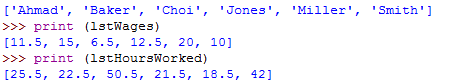 ['Ahmad', 'Baker', 'Choi', 'Jones', 'Miller', 'Smith']
>>> print (lstWages)
[11.5, 15, 6.5, 12.5, 20, 10]
>>> print (lstHoursWorked)
[25.5, 22.5, 50.5, 21.5, 18.5, 42]